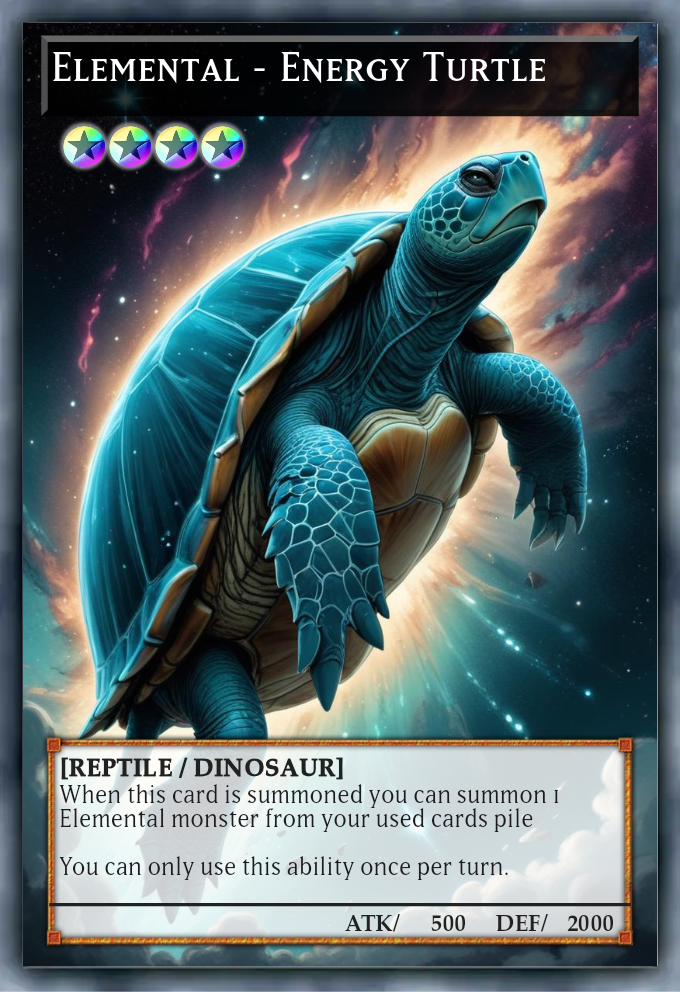 Elemental - Energy Turtle
[REPTILE / DINOSAUR]
When this card is summoned you can summon 1
Elemental monster from your used cards pile
You can only use this ability once per turn.
ATK/ 500 DEF/ 2000